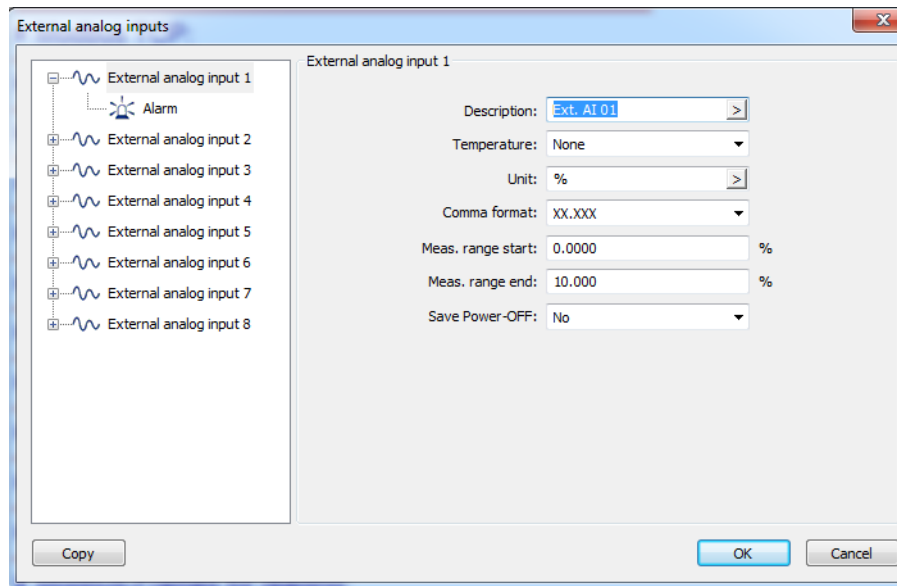 External analog inputs
External analog input 1
Alarm
External analog input 2
External analog input 3
External analog input 4
External analog input 5
External analog input 6
External analog input 7
External analog input 8
External analog input 1
Description: Ext. AI 01 >
Temperature: None
Unit: % >
Comma format: XX.XXX
Meas. range start: 0.0000 %
Meas. range end: 10.000 %
Save Power-OFF: No
Copy
OK
Cancel